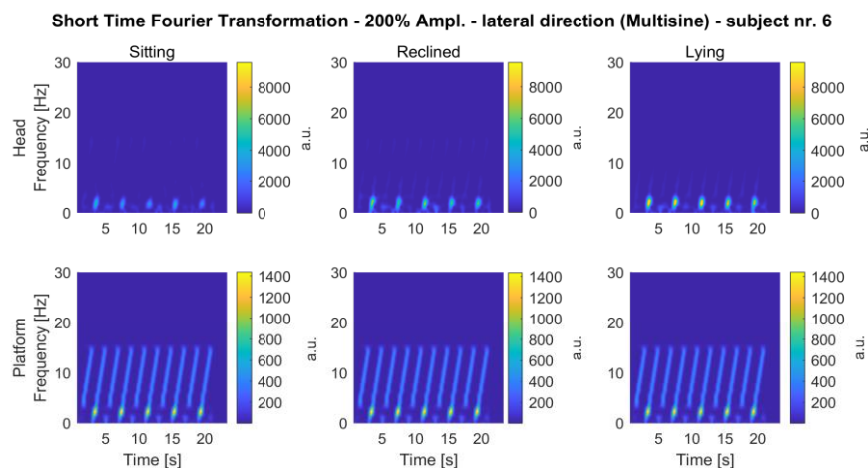 Short Time Fourier Transformation - 200% Ampl. - lateral direction (Multisine) - subject nr. 6
Sitting
Reclined
Lying
Head
Frequency [Hz]
30
20
10
0
5 10 15 20
8000
6000
4000
2000
0
a.u.
30
20
10
0
5 10 15 20
8000
6000
4000
2000
0
a.u.
30
20
10
0
5 10 15 20
8000
6000
4000
2000
0
a.u.
Platform
Frequency [Hz]
30
20
10
0
5 10 15 20
Time [s]
1400
1200
1000
800
600
400
200
a.u.
30
20
10
0
5 10 15 20
Time [s]
1400
1200
1000
800
600
400
200
a.u.
30
20
10
0
5 10 15 20
Time [s]
1400
1200
1000
800
600
400
200
a.u.